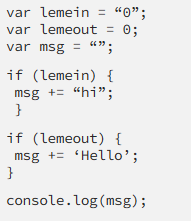 var lemein = “0”;
var lemeout = 0;
var msg = “”;
if (lemein) {
msg += “hi”;
}
if (lemeout) {
msg += ‘Hello’;
}
console.log(msg);